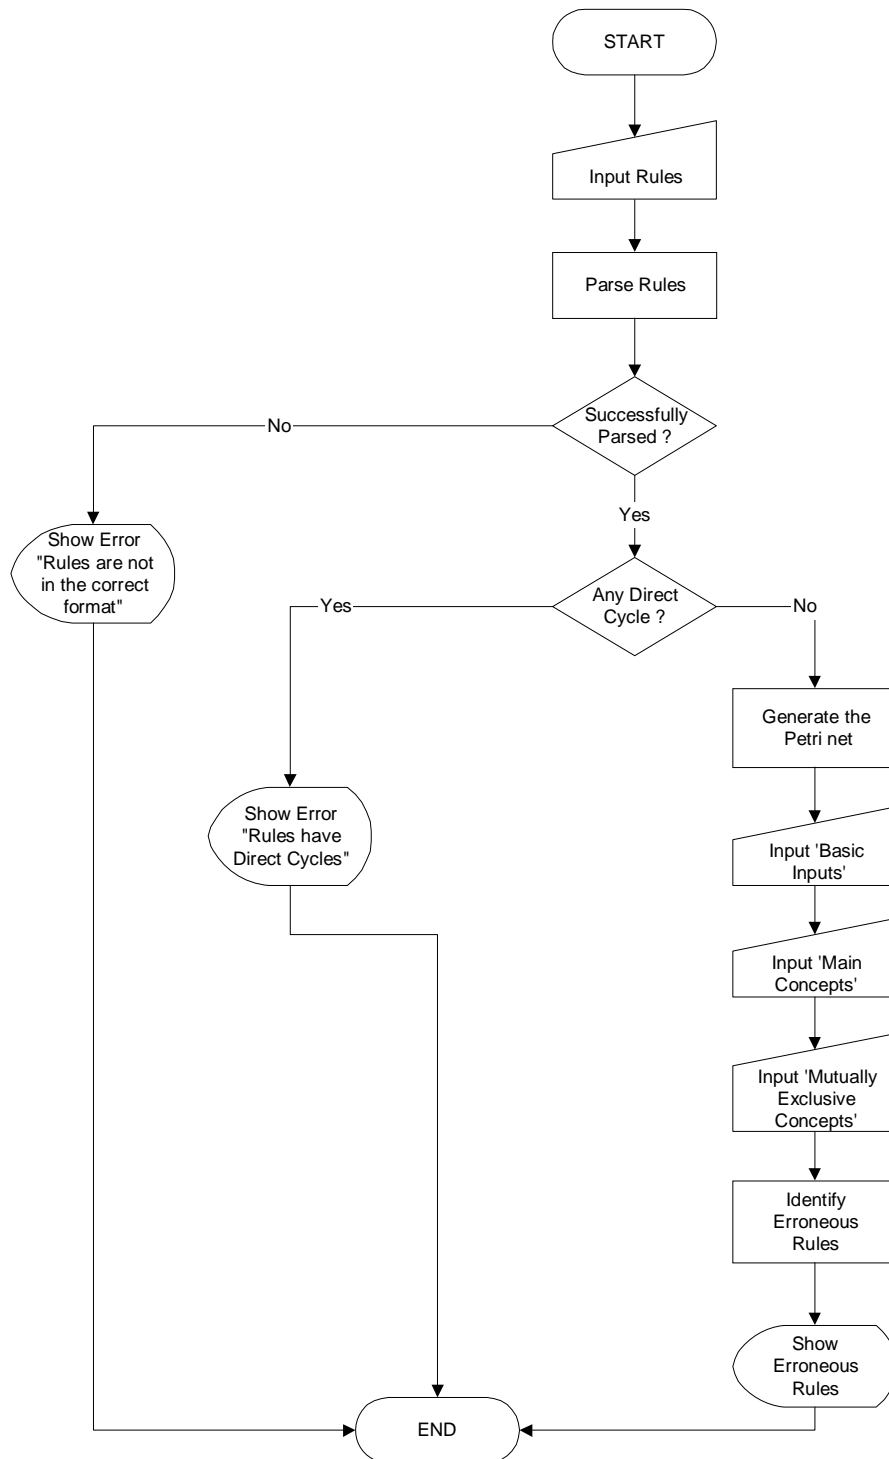 START
Input Rules
Parse Rules
Successfully
Parsed ?
No
Yes
Show Error
"Rules are not
in the correct
format"
Any Direct
Cycle ?
Yes
No
Generate the
Petri net
Show Error
"Rules have
Direct Cycles"
Input 'Basic
Inputs'
Input 'Main
Concepts'
Input 'Mutually
Exclusive
Concepts'
Identify
Erroneous
Rules
Show
Erroneous
Rules
END